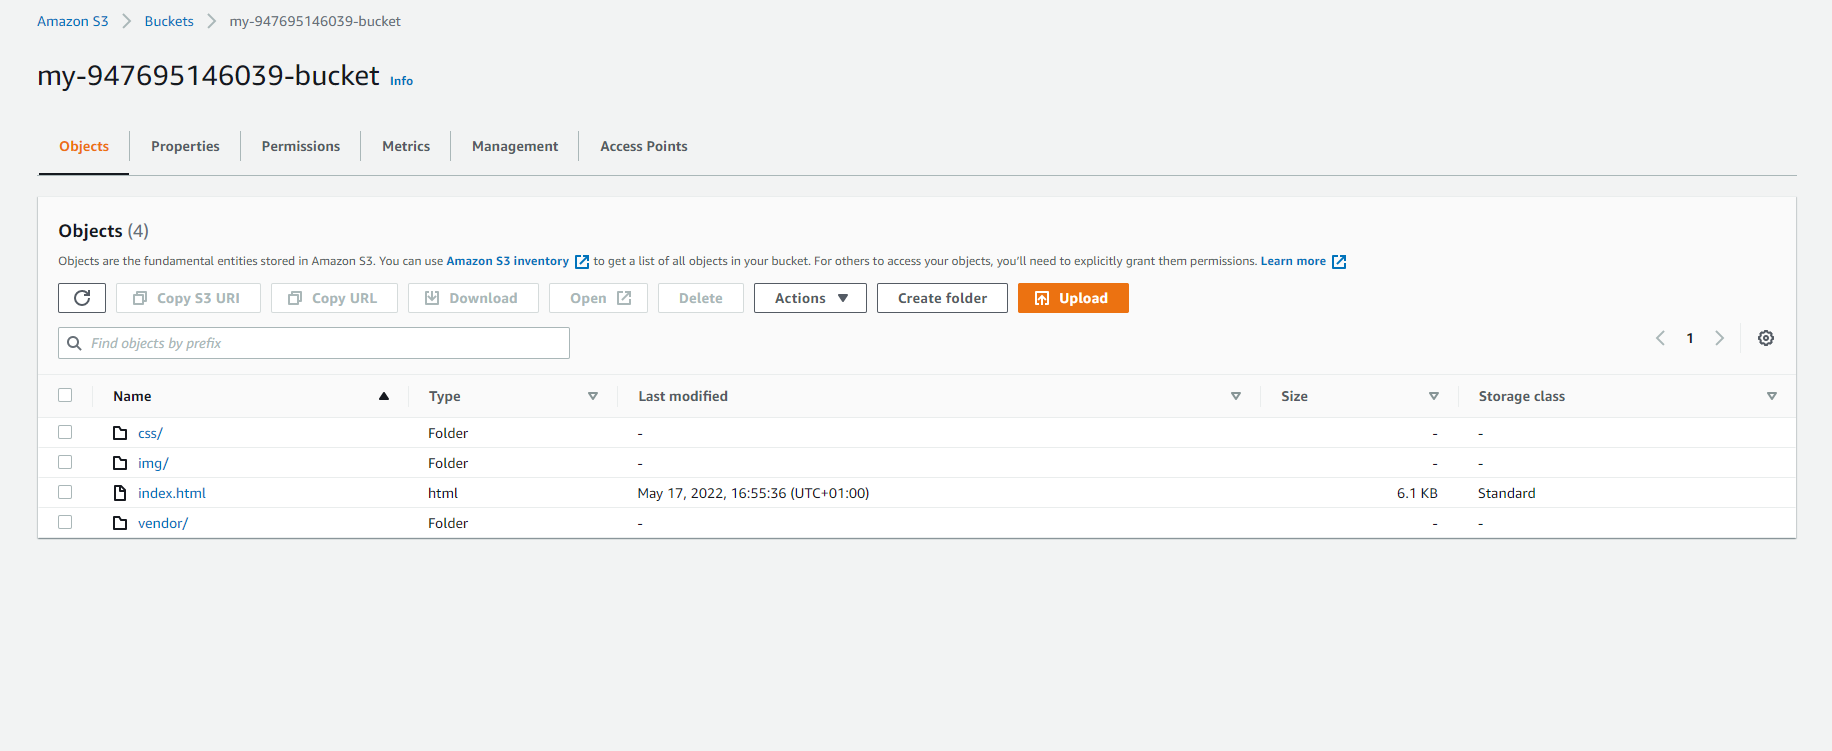 Amazon S3 > Buckets > my-947695146039-bucket
my-947695146039-bucket Info
Objects Properties Permissions Metrics Management Access Points
Objects (4)
Objects are the fundamental entities stored in Amazon S3. You can use Amazon S3 inventory to get a list of all objects in your bucket. For others to access your objects, you'll need to explicitly grant them permissions. Learn more
Copy S3 URI Copy URL Download Open Delete Actions Create folder Upload
Find objects by prefix 1
Name Type Last modified Size Storage class
css/ Folder - - -
img/ Folder - - -
index.html html May 17, 2022, 16:55:36 (UTC+01:00) 6.1 KB Standard
vendor/ Folder - - -